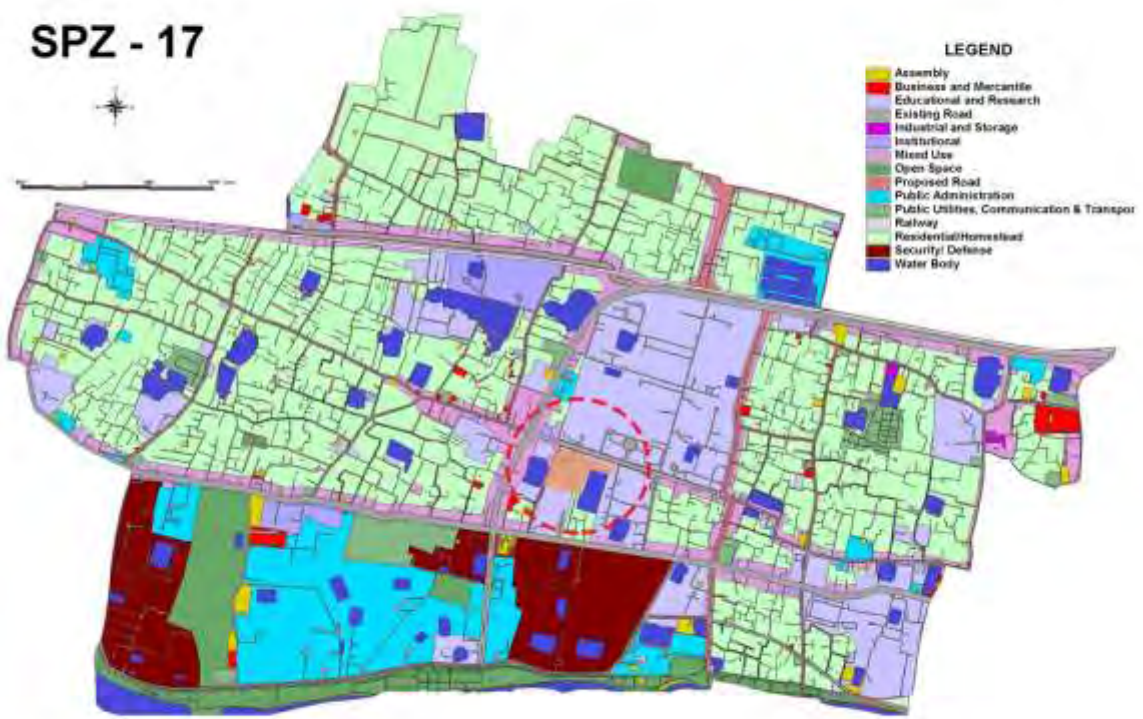 SPZ - 17
LEGEND
Assembly
Business and Mercantile
Educational and Research
Existing Road
Industrial and Storage
Institutional
Mixed Use
Open Space
Proposed Road
Public Administration
Public Utilities, Communication & Transpor
Railway
Residential/Homestead
Security/ Defense
Water Body